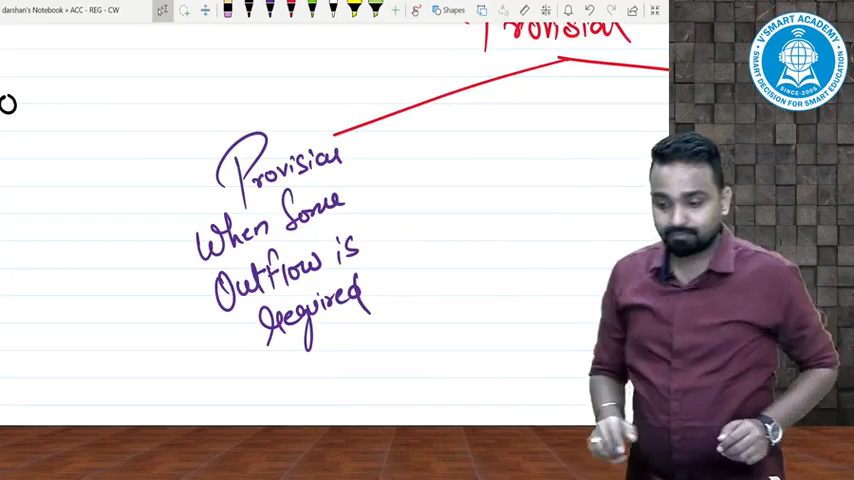 darshan's Notebook » ACC - REG - CW
Shapes
Provision
Provision
When Some
Outflow is
required
V'SMART ACADEMY
SINCE-2005
SMART DECISION FOR SMART EDUCATION